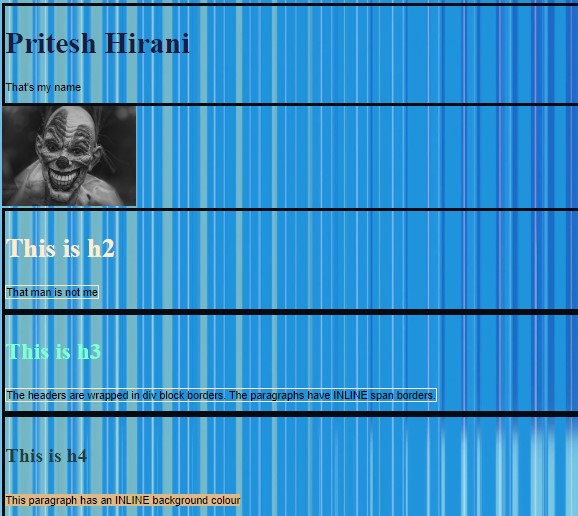 Pritesh Hirani
That's my name
This is h2
That man is not me
This is h3
The headers are wrapped in div block borders. The paragraphs have INLINE span borders.
This is h4
This paragraph has an INLINE background colour